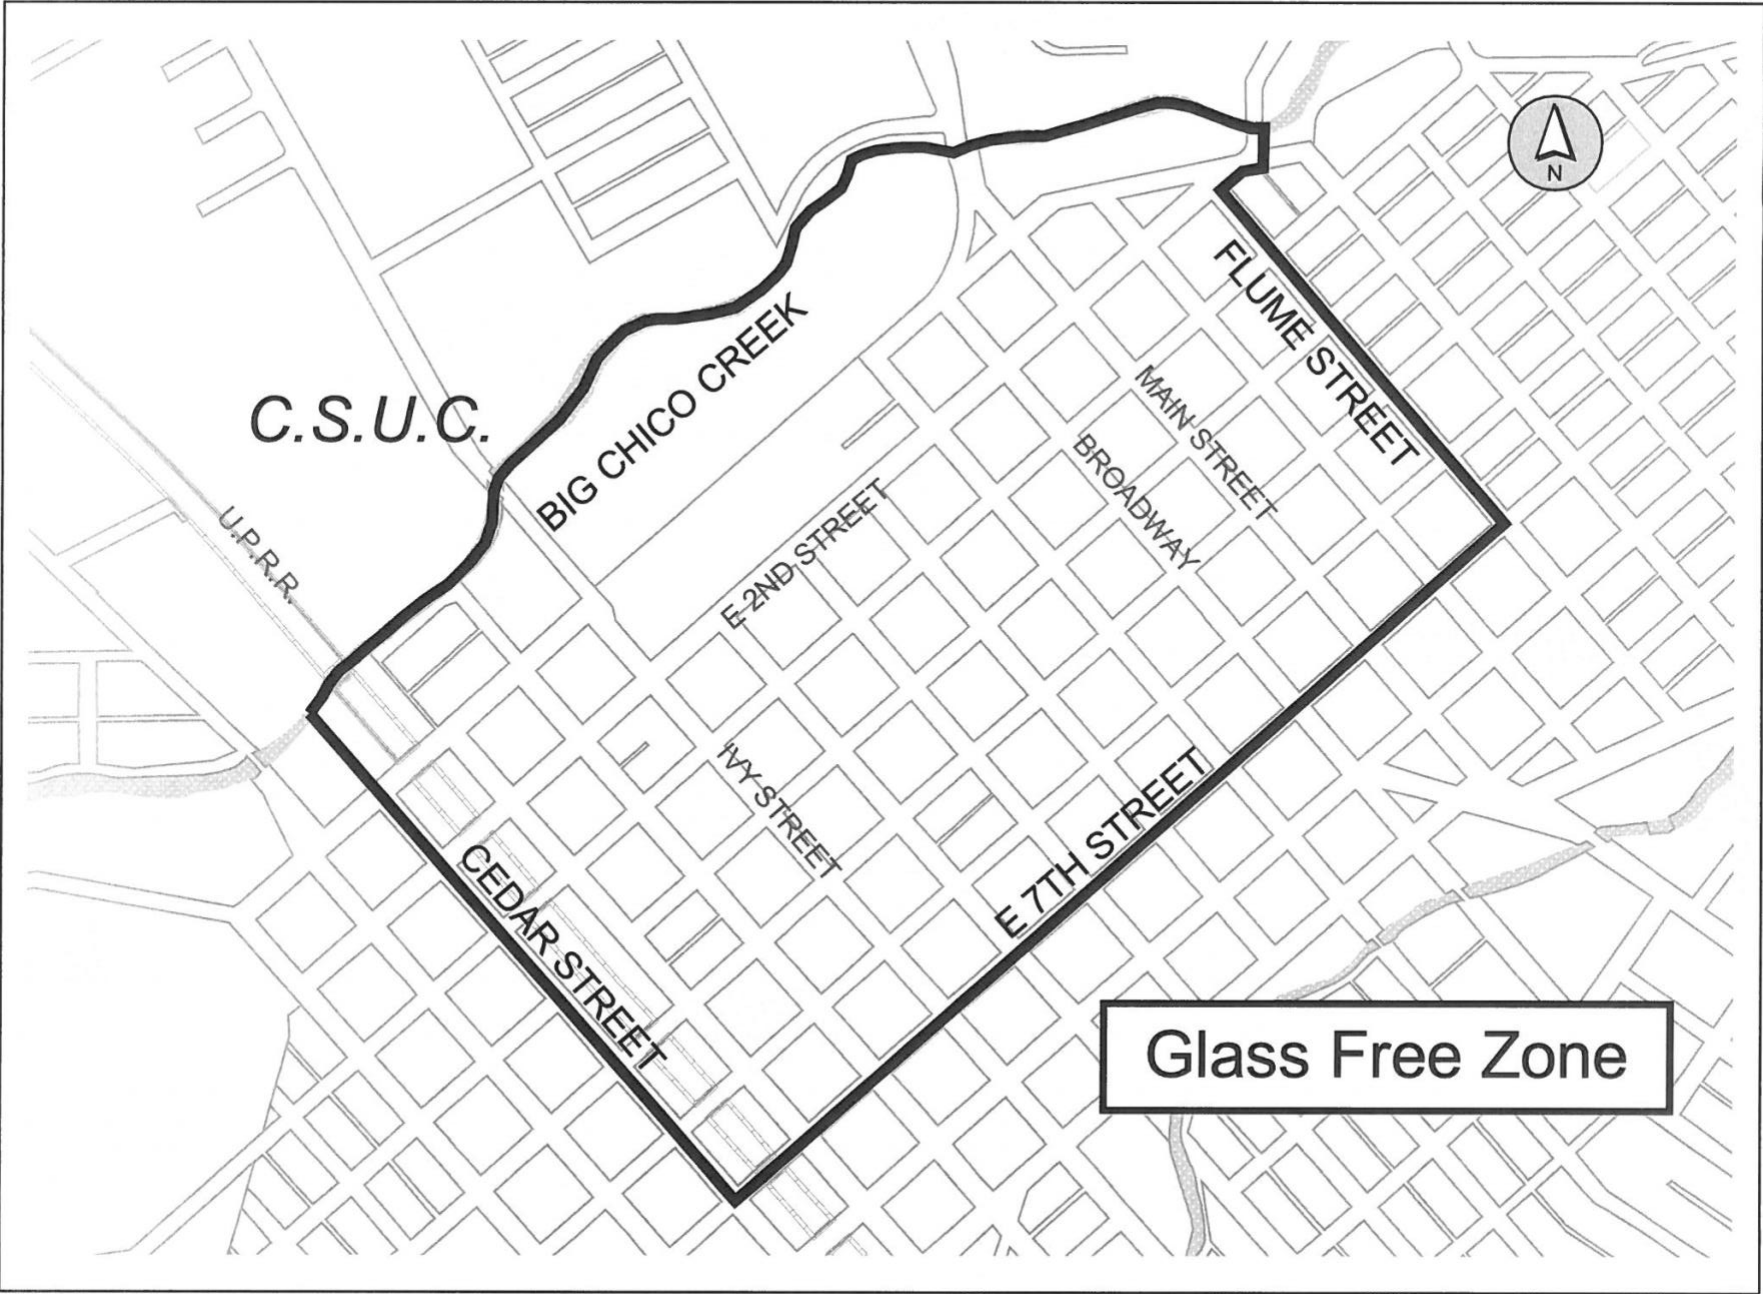 N
FLUME STREET
C.S.U.C.
BIG CHICO CREEK
MAIN STREET
BROADWAY
U.P.R.R.
E 2ND STREET
IVY STREET
E 7TH STREET
CEDAR STREET
Glass Free Zone